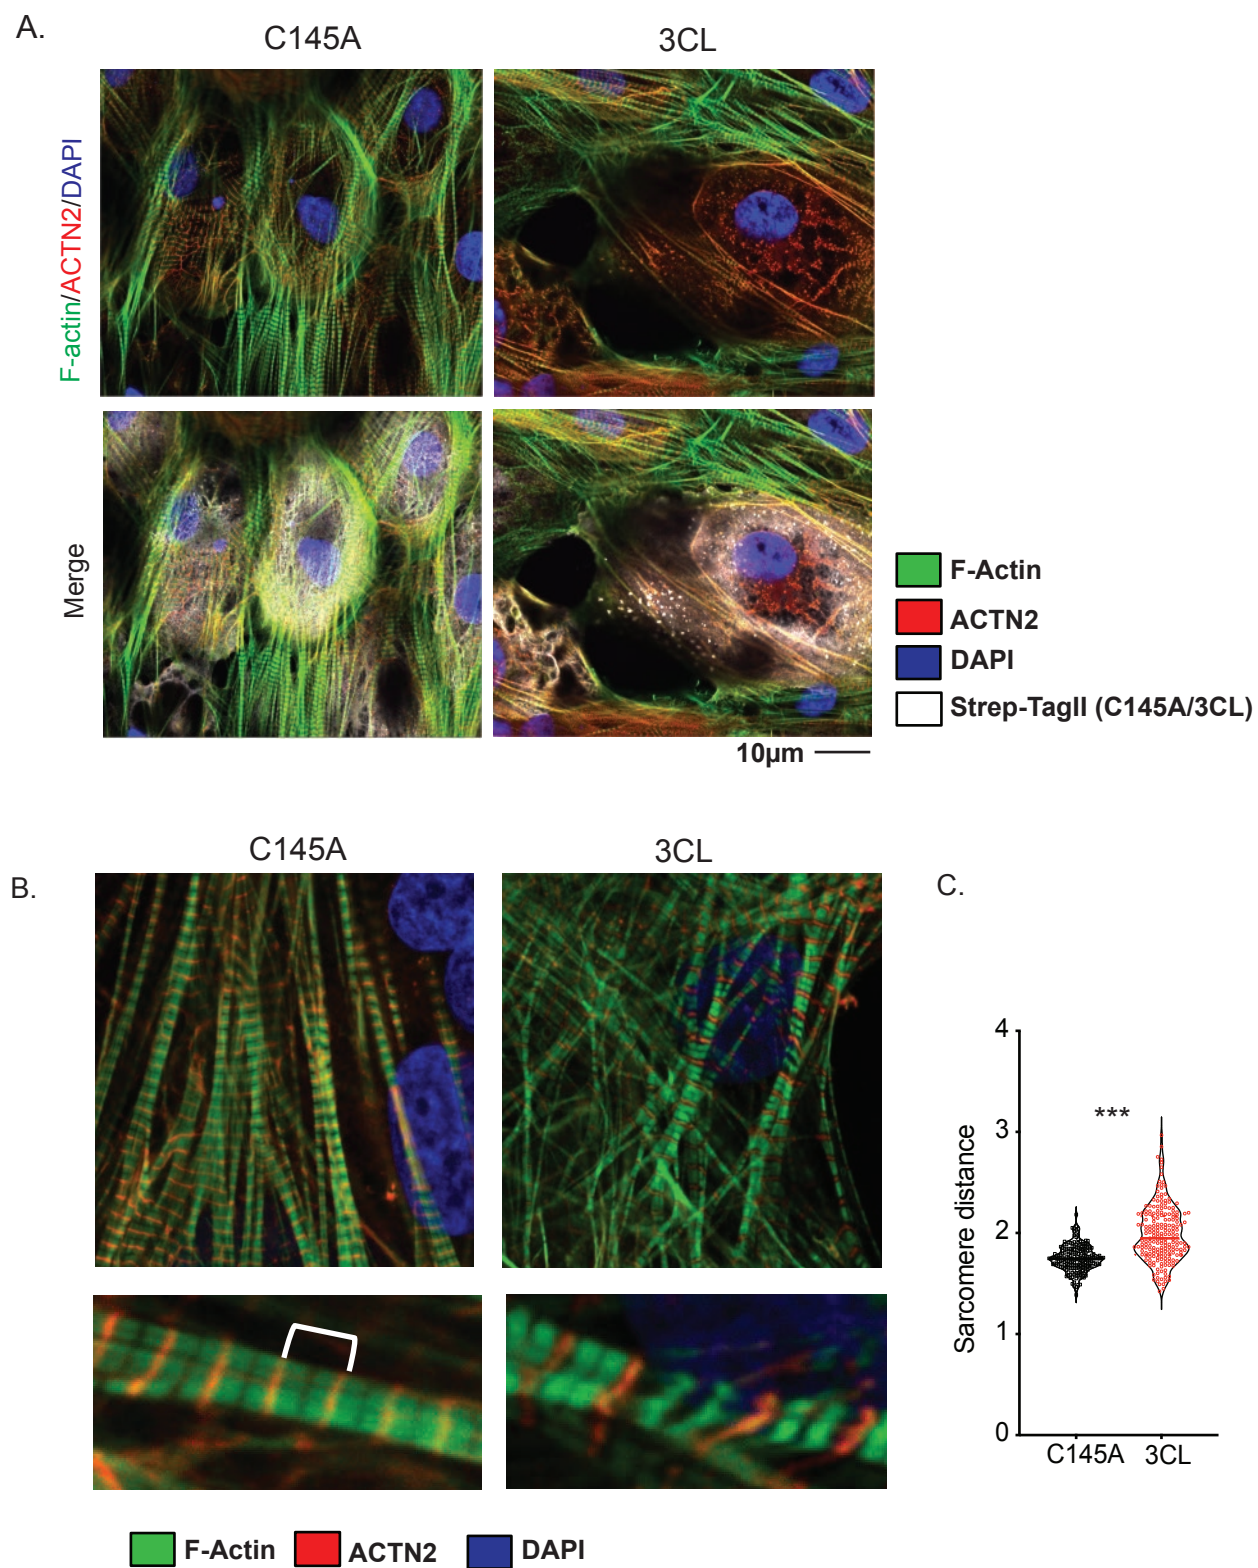 A.
C145A
3CL
F-actin/ACTN2/DAPI
Merge
F-Actin
ACTN2
DAPI
Strep-TagII (C145A/3CL)
10µm
B.
C145A
3CL
F-Actin
ACTN2
DAPI
C.
Sarcomere distance
4
3
2
1
0
***
C145A
3CL